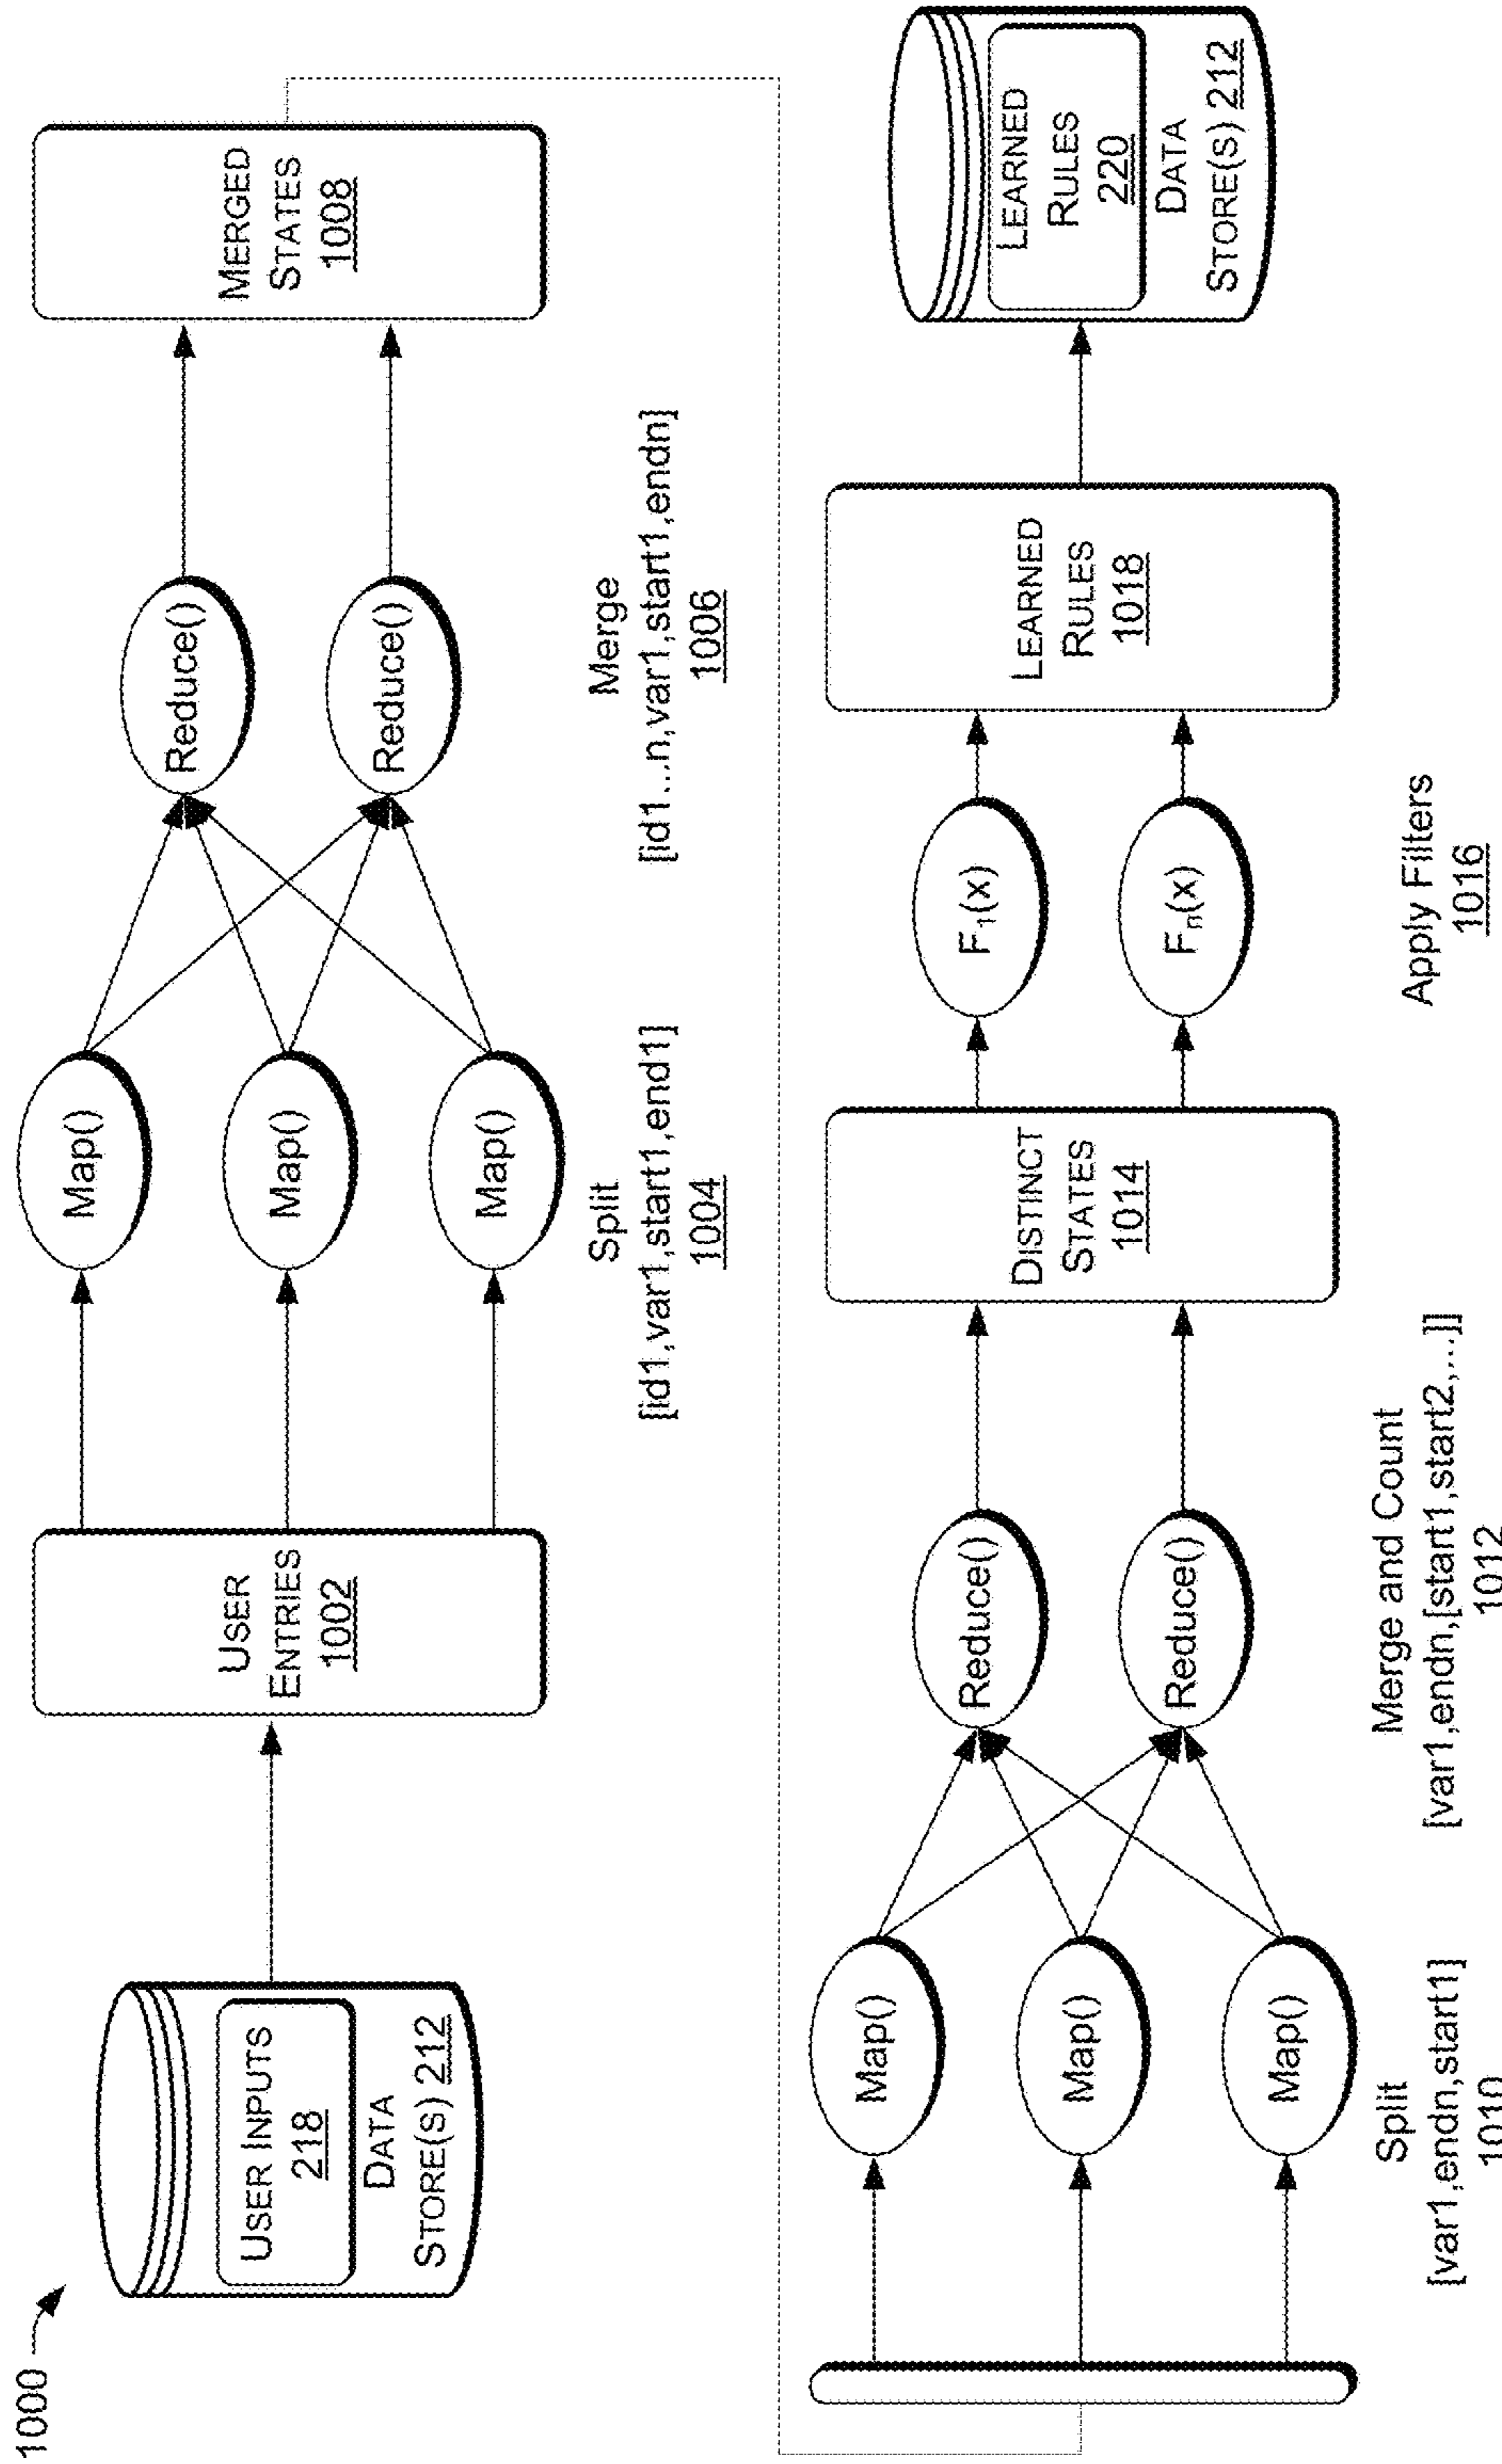 1000
USER INPUTS
218
DATA
STORE(S) 212
USER
ENTRIES
1002
Map()
Map()
Map()
Split
[id1,var1,start1,end1]
1004
Reduce()
Reduce()
Merge
[id1...n,var1,start1,endn]
1006
MERGED
STATES
1008
Map()
Map()
Map()
Split
[var1,endn,start1]
1010
Reduce()
Reduce()
Merge and Count
[var1,endn,[start1,start2,...]]
1012
DISTINCT
STATES
1014
F1(x)
Fn(x)
Apply Filters
1016
LEARNED
RULES
1018
LEARNED
RULES
220
DATA
STORE(S) 212